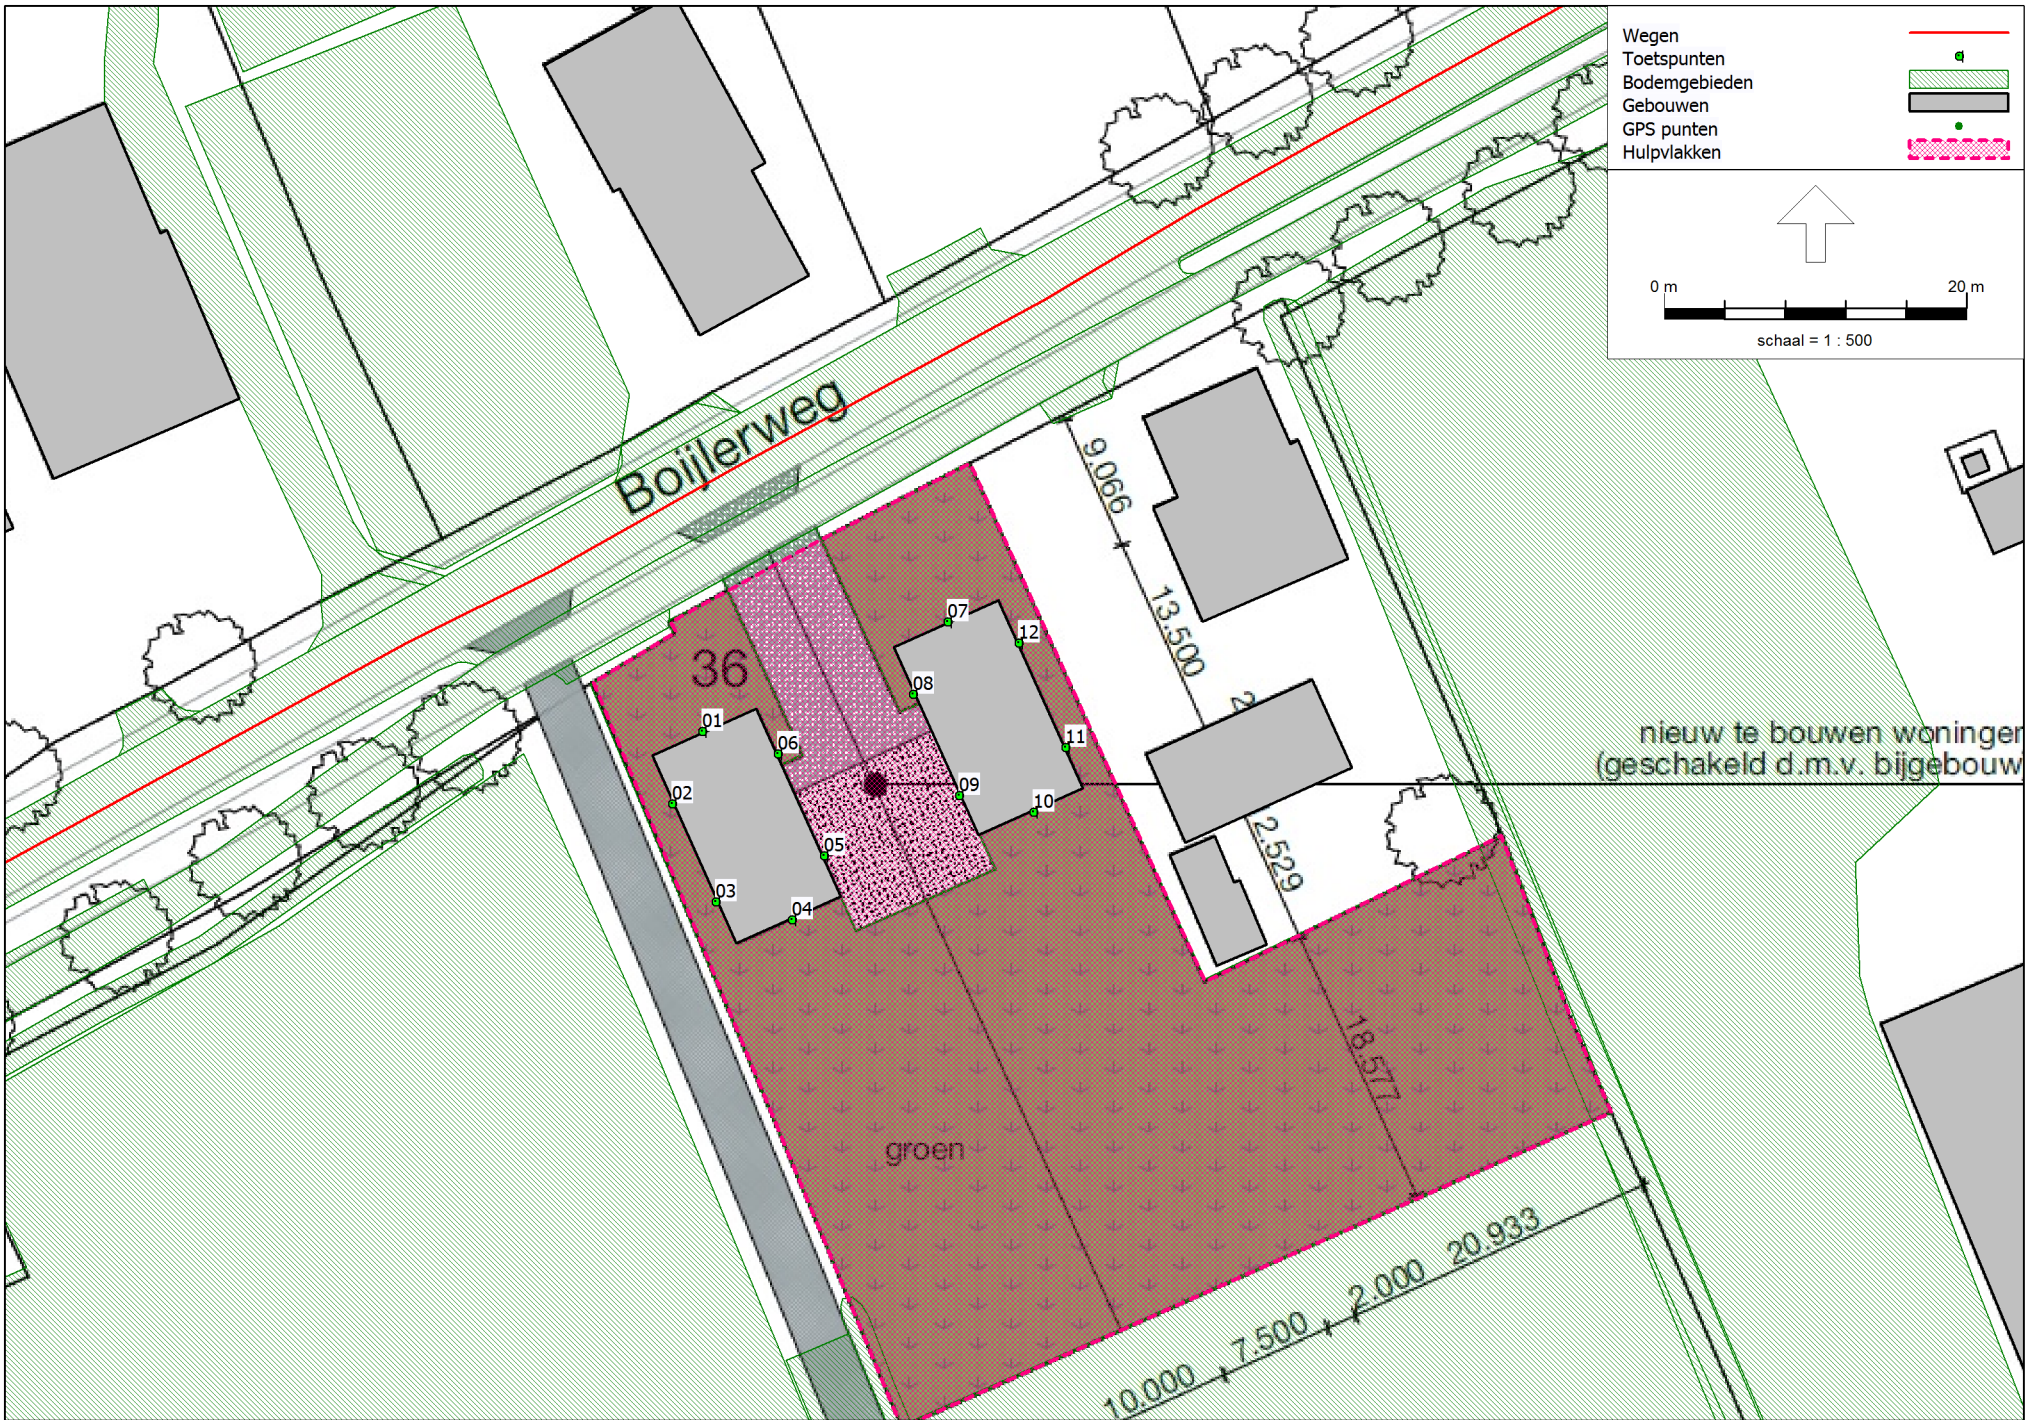 Wegen
Toetspunten
Bodemgebieden
Gebouwen
GPS punten
Hulpvlakken
0 m 20 m
schaal = 1 : 500
Boijlerweg
9.066
13.500
2
2.529
18.577
36
01
02
03
04
05
06
07
08
09
10
11
12
nieuw te bouwen woningen
(geschakeld d.m.v. bijgebouw
groen
10.000 7.500 2.000 20.933